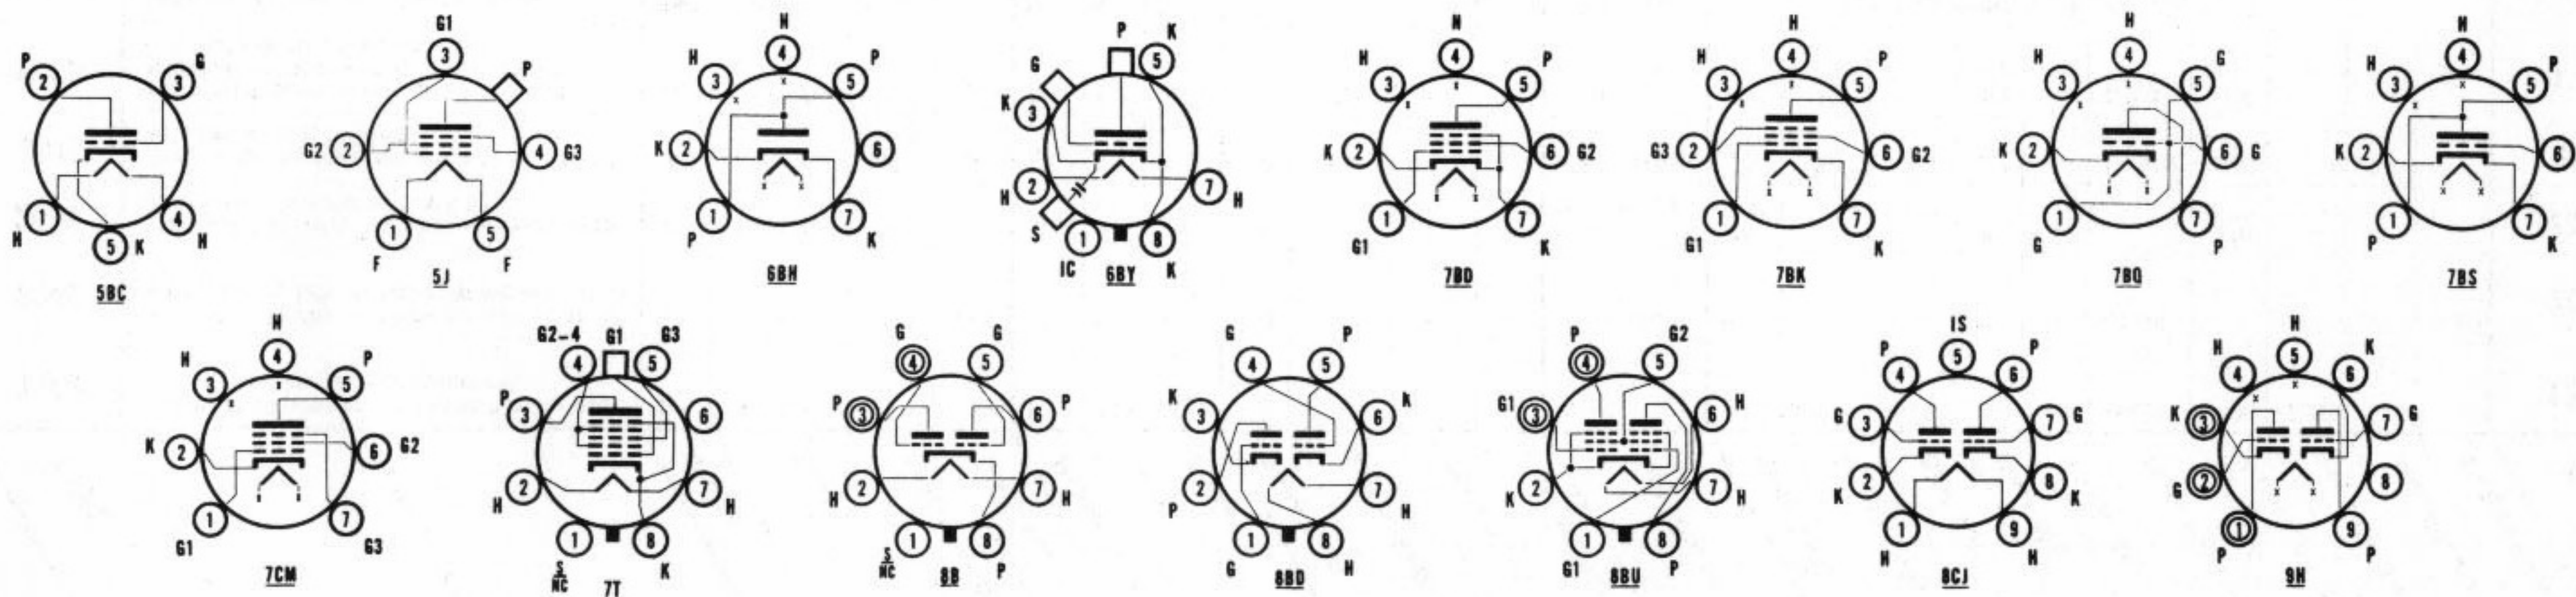 G1
P 2 3 G
1 4
H 5 K H
5BC
3 P
G2 2 4 G3
1 5
F F
5J
H
H 4 P
3 5
K 2 6
1 7
P K
6BH
P K
G 5
K 3
2 7
H H
S 1 8
IC K
6BY
H
H 4 P
3 5
K 2 6 G2
1 7
G1 K
7BD
H
H 4 P
3 5
G3 2 6 G2
1 7
G1 K
7BK
H
H 4 G
3 5
K 2 6 G
1 7
G P
7BQ
H
H 4 P
3 5
K 2 6
1 7
P K
7BS
H
H 4 P
3 5
K 2 6 G2
1 7
G1 G3
7CM
G2-4 G1 G3
4 5
P 3 6
2 7
H H
1 8
S/NC K
7T
G G
4 5
P 3 6 P
H 2 7 H
1 8
S/NC P
8B
G P
4 5
K 3 6 K
2 7
P H
1 8
G H
8BD
P G2
4 5
G1 3 6 H
2 7
K H
1 8
G1 P
8BU
IS
P 5 P
4 6
G 3 7 G
2 8
K K
1 9
H H
8CJ
H
H 5 K
4 6
K 3 7 G
G 2 8
1 9
P P
9H